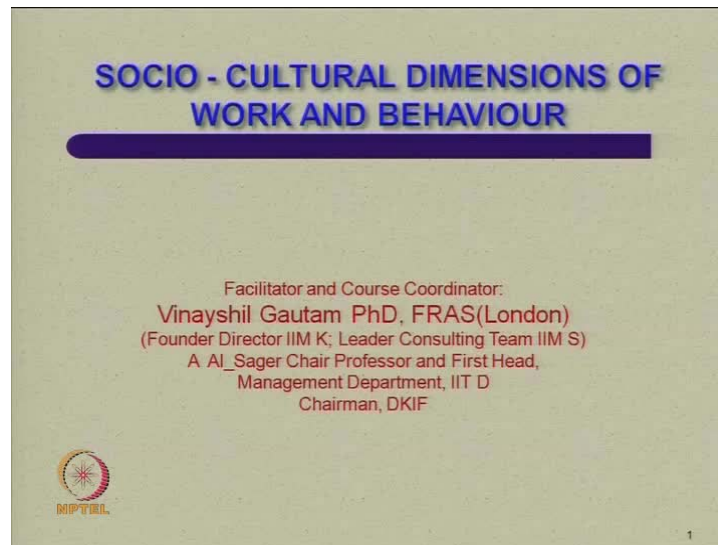 SOCIO - CULTURAL DIMENSIONS OF
WORK AND BEHAVIOUR
Facilitator and Course Coordinator:
Vinayshil Gautam PhD, FRAS(London)
(Founder Director IIM K; Leader Consulting Team IIM S)
A Al_Sager Chair Professor and First Head,
Management Department, IIT D
Chairman, DKIF
NPTEL
1